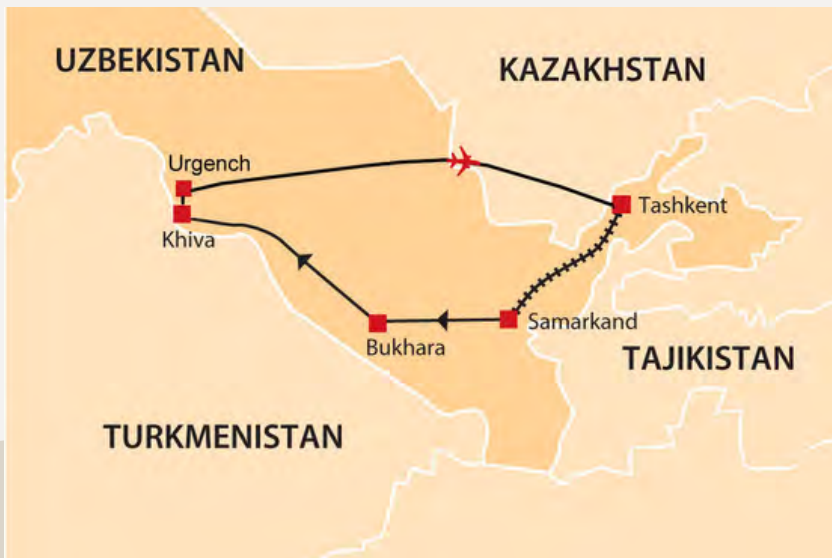 UZBEKISTAN
KAZAKHSTAN
Urgench
Khiva
Tashkent
Bukhara
Samarkand
TAJIKISTAN
TURKMENISTAN